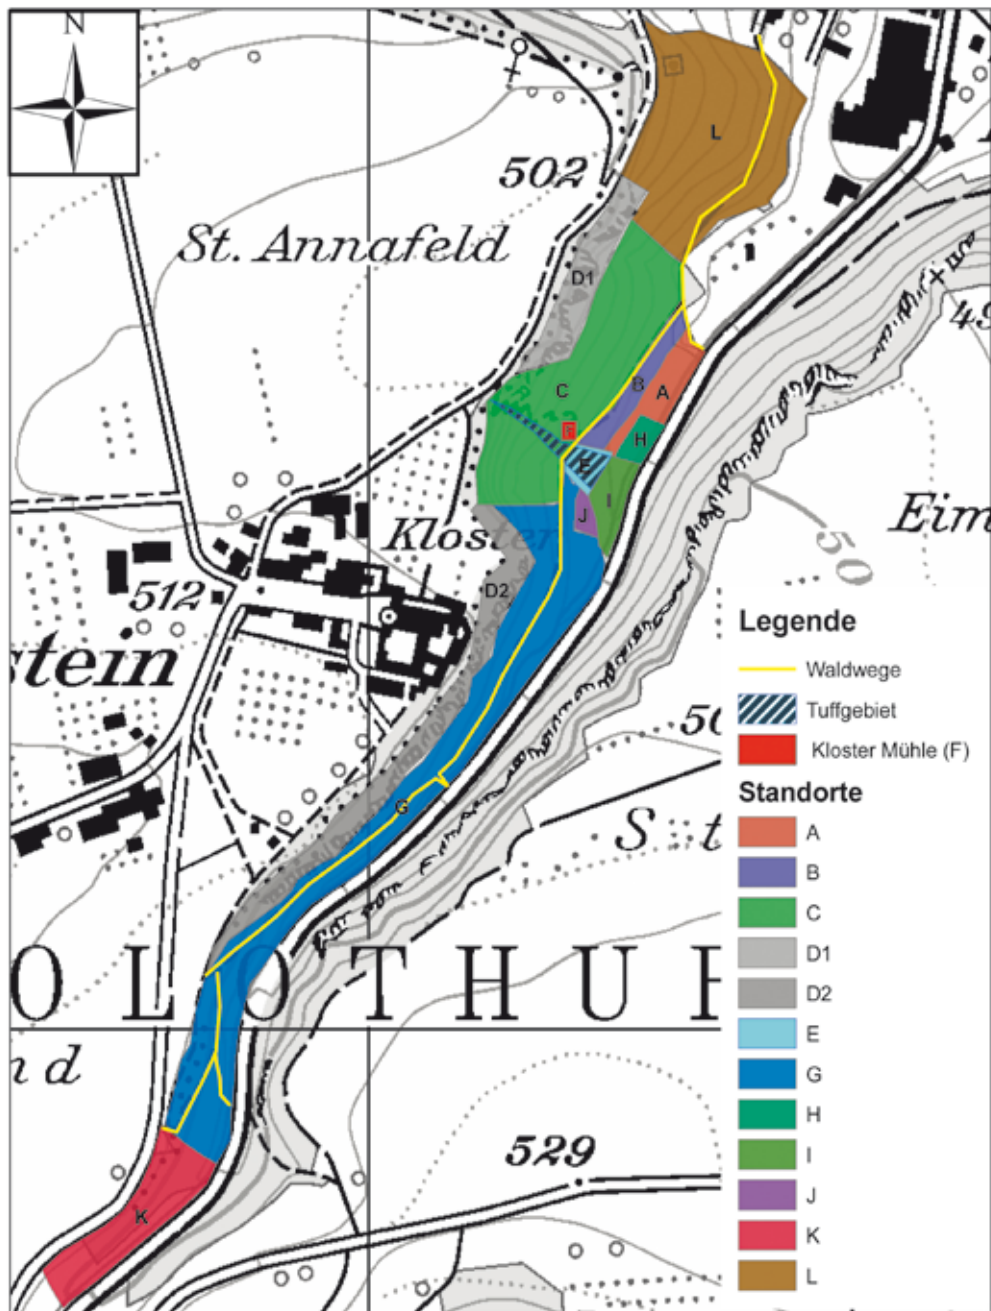 N
502
L
St. Annafeld
D1
49
B
A
C
F
H
E
I
J
Eim
Kloster
50
512
D2
stein
G
S t
O L O T H U
n d
529
K
Legende
Waldwege
Tuffgebiet
Kloster Mühle (F)
Standorte
A
B
C
D1
D2
E
G
H
I
J
K
L